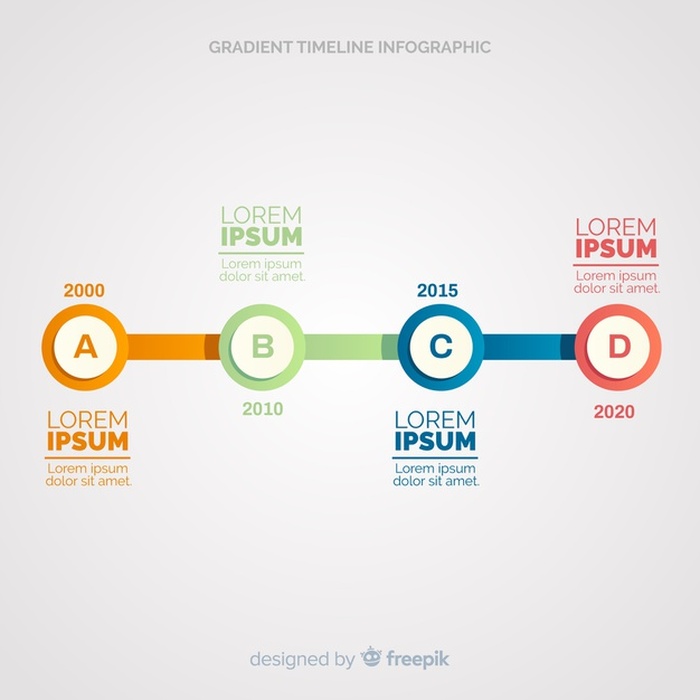 GRADIENT TIMELINE INFOGRAPHIC
2000
A
LOREM
IPSUM
Lorem ipsum
dolor sit amet.
LOREM
IPSUM
Lorem ipsum
dolor sit amet.
B
2010
2015
C
LOREM
IPSUM
Lorem ipsum
dolor sit amet.
LOREM
IPSUM
Lorem ipsum
dolor sit amet.
D
2020
designed by freepik